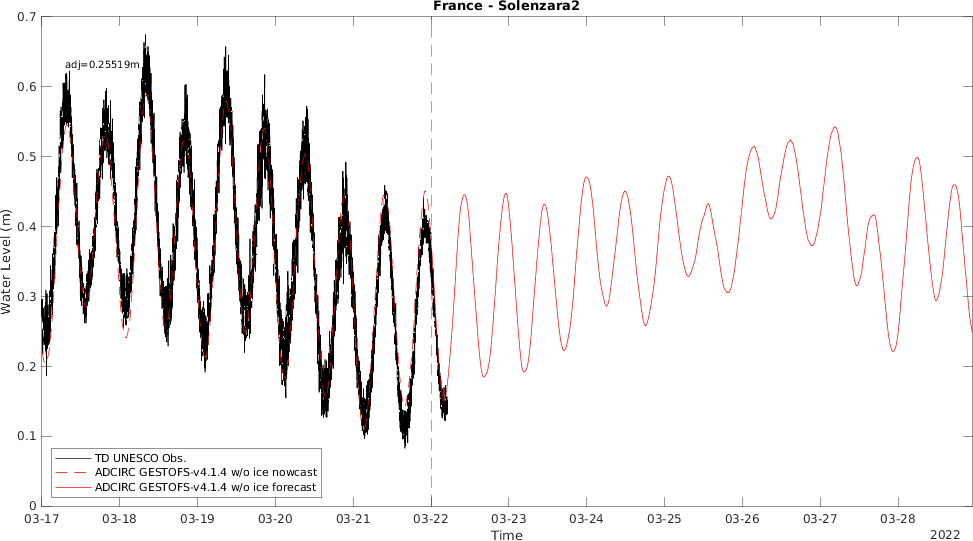 France - Solenzara2
0.7
0.6
0.5
0.4
0.3
0.2
0.1
0
Water Level (m)
adj=0.25519m
TD UNESCO Obs.
ADCIRC GESTOFS-v4.1.4 w/o ice nowcast
ADCIRC GESTOFS-v4.1.4 w/o ice forecast
03-17 03-18 03-19 03-20 03-21 03-22 03-23 03-24 03-25 03-26 03-27 03-28
Time
2022